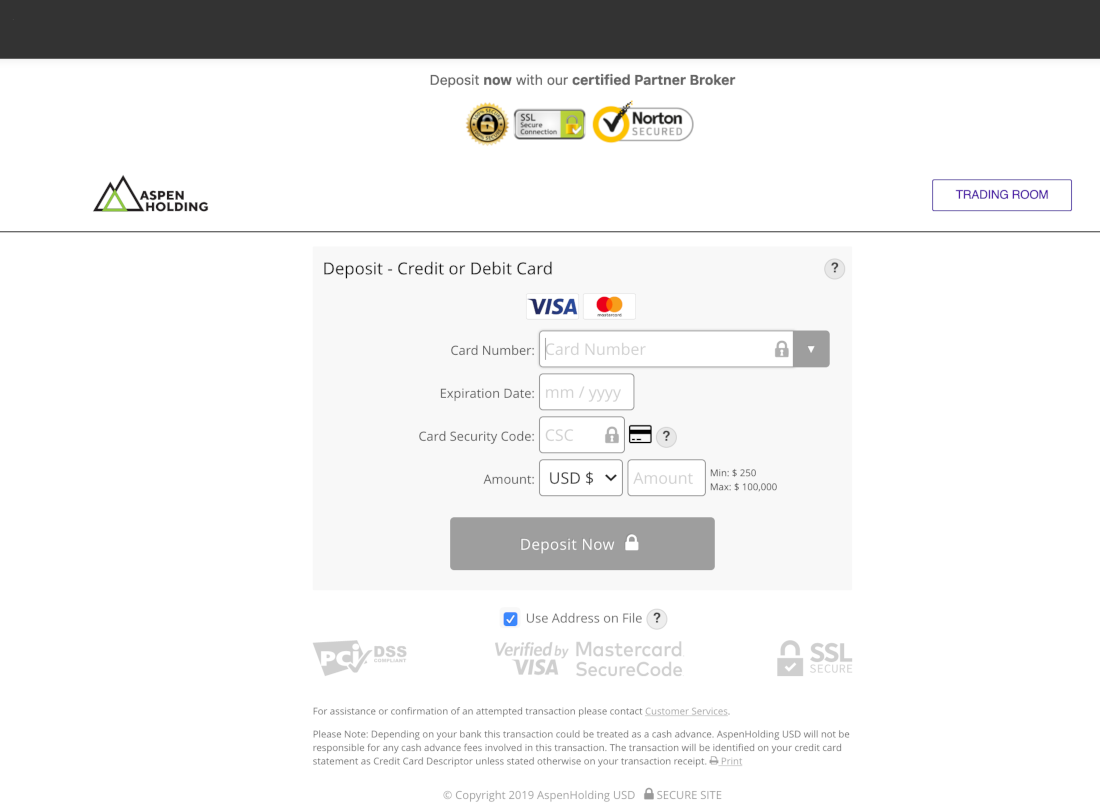 Deposit now with our certified Partner Broker
SSL
Secure
Connection
Norton
SECURED
ASPEN
HOLDING
TRADING ROOM
Deposit - Credit or Debit Card
?
VISA
mastercard
Card Number: Card Number
Expiration Date: mm / yyyy
Card Security Code: CSC ?
Amount: USD $ Amount
Min: $ 250
Max: $ 100,000
Deposit Now
Use Address on File ?
PCI DSS
COMPLIANT
Verified by
VISA
Mastercard
SecureCode
SSL
SECURE
For assistance or confirmation of an attempted transaction please contact Customer Services.
Please Note: Depending on your bank this transaction could be treated as a cash advance. AspenHolding USD will not be
responsible for any cash advance fees involved in this transaction. The transaction will be identified on your credit card
statement as Credit Card Descriptor unless stated otherwise on your transaction receipt. Print
© Copyright 2019 AspenHolding USD SECURE SITE